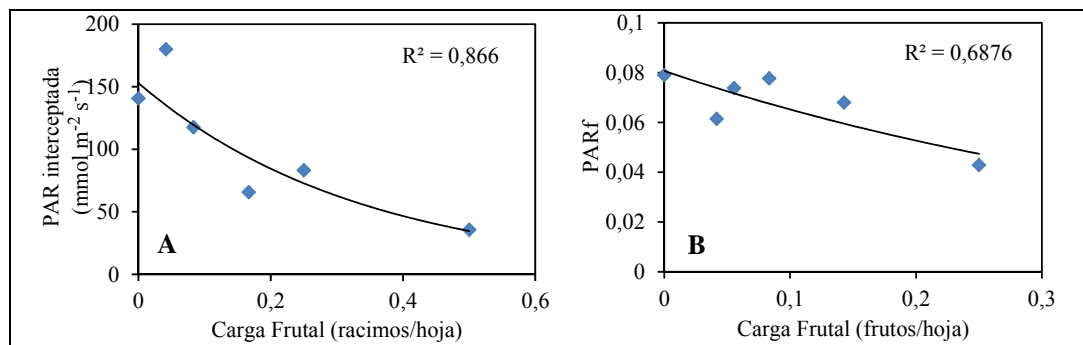 PAR interceptada
(mmol m⁻² s⁻¹)
200
150
100
50
0
R² = 0,866
A
0
0,2
0,4
0,6
Carga Frutal (racimos/hoja)
PARf
0,1
0,08
0,06
0,04
0,02
0
R² = 0,6876
B
0
0,1
0,2
0,3
Carga Frutal (frutos/hoja)